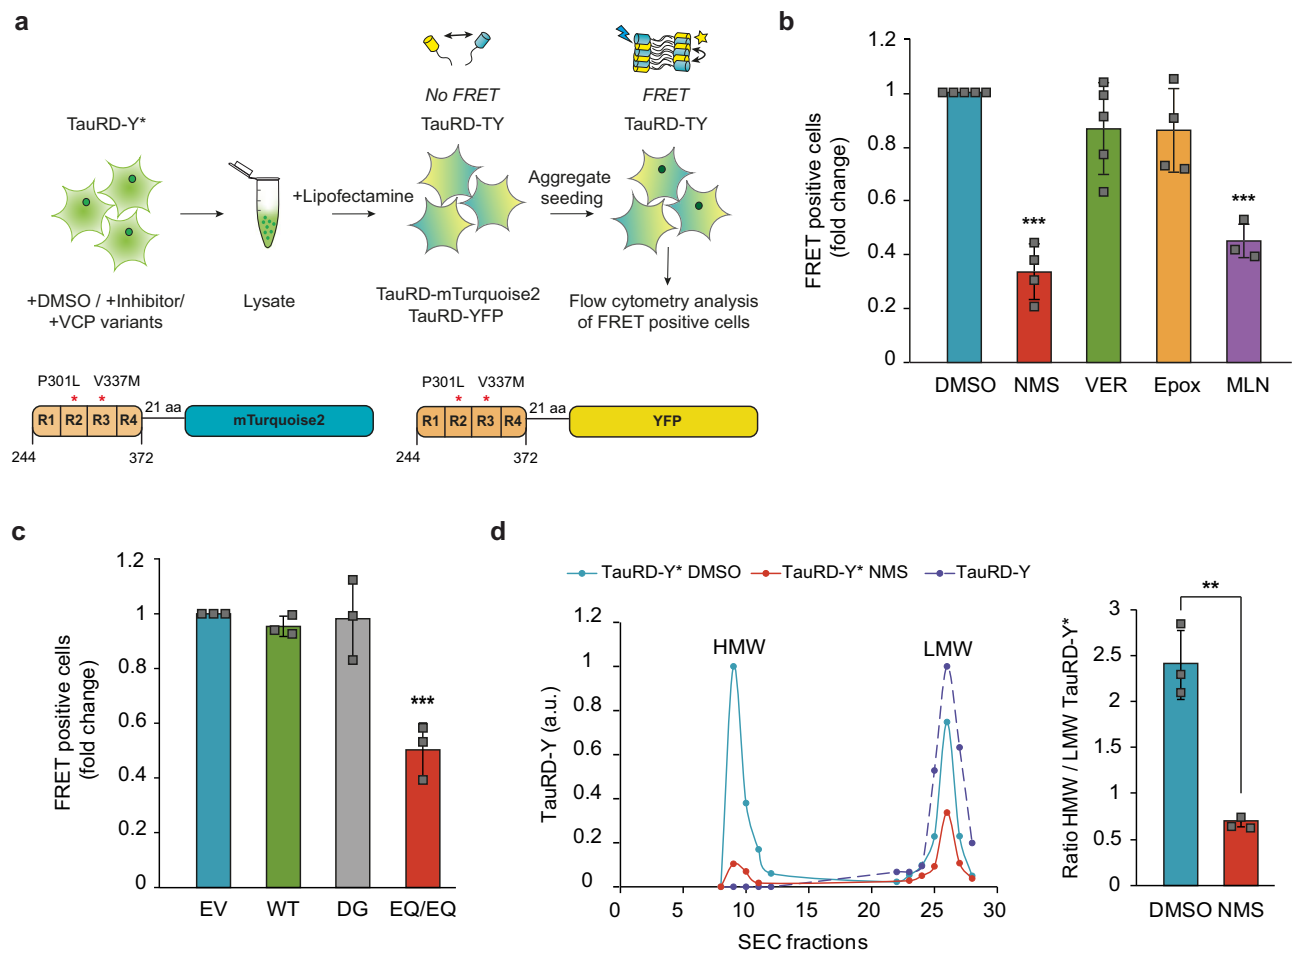 a
No FRET
FRET
TauRD-Y*
TauRD-TY
TauRD-TY
+Lipofectamine
Aggregate
seeding
+DMSO / +Inhibitor/
+VCP variants
Lysate
TauRD-mTurquoise2
TauRD-YFP
Flow cytometry analysis
of FRET positive cells
P301L V337M
* *
R1 R2 R3 R4 21 aa mTurquoise2
244 372
P301L V337M
* *
R1 R2 R3 R4 21 aa YFP
244 372
b
FRET positive cells
(fold change)
1.2
1
0.8
0.6
0.4
0.2
0
***
***
DMSO NMS VER Epox MLN
c
FRET positive cells
(fold change)
1.2
1
0.8
0.6
0.4
0.2
0
***
EV WT DG EQ/EQ
d
TauRD-Y* DMSO TauRD-Y* NMS TauRD-Y
TauRD-Y (a.u.)
1.2
1
0.8
0.6
0.4
0.2
0
HMW LMW
0 5 10 15 20 25 30
SEC fractions
Ratio HMW / LMW TauRD-Y*
3
2.5
2
1.5
1
0.5
0
**
DMSO NMS